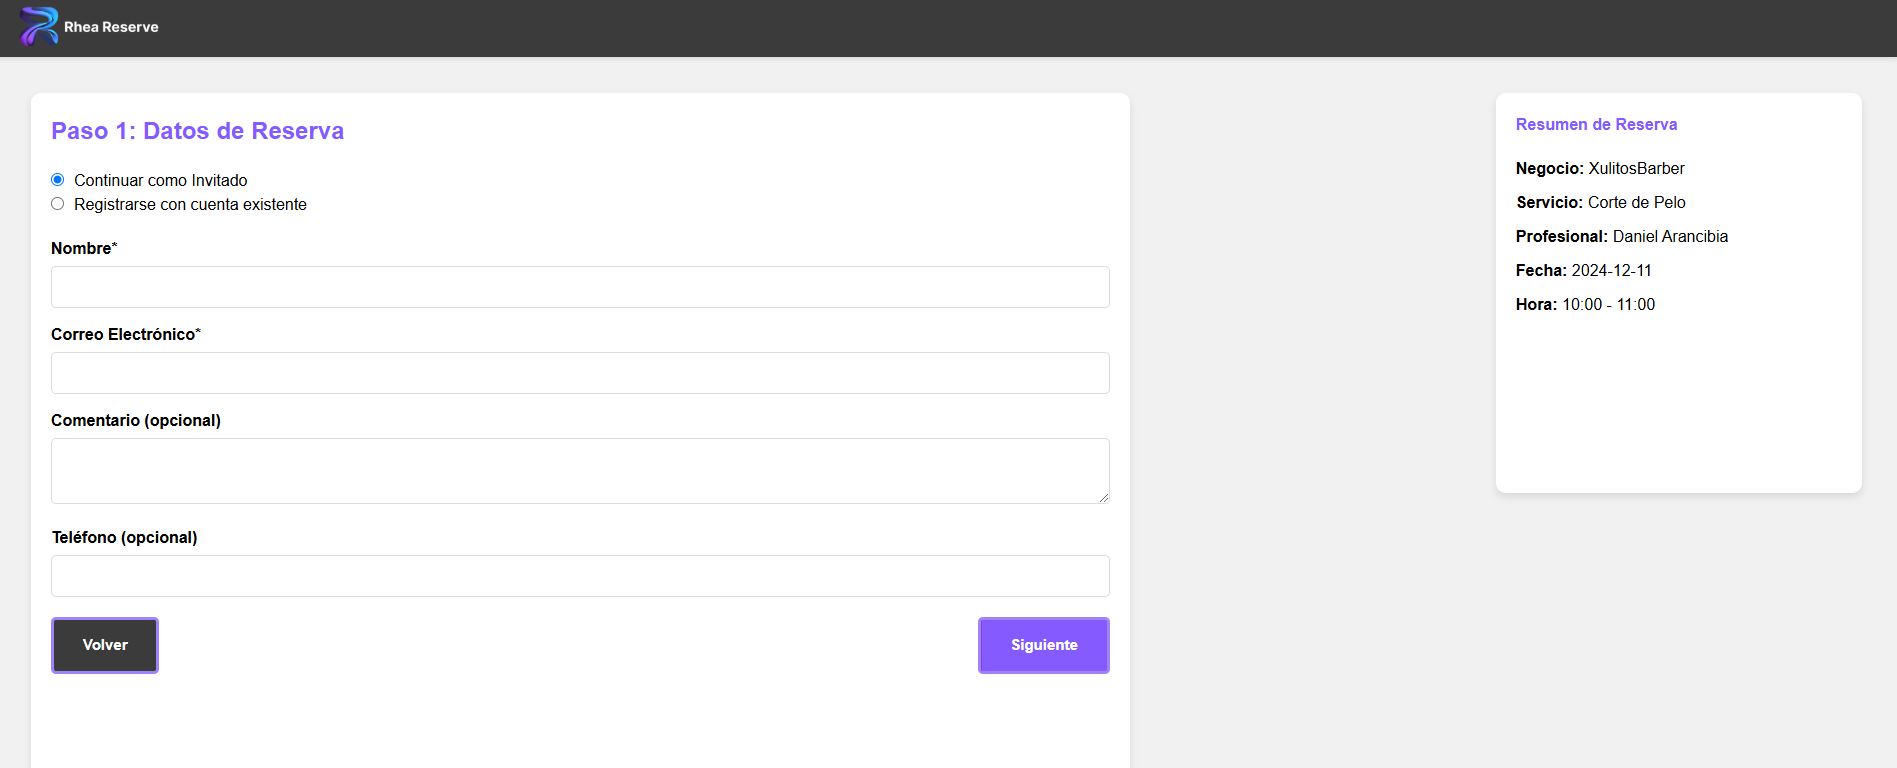 Rhea Reserve
Paso 1: Datos de Reserva
Continuar como Invitado
Registrarse con cuenta existente
Nombre*
Correo Electrónico*
Comentario (opcional)
Teléfono (opcional)
Volver
Siguiente
Resumen de Reserva
Negocio: XulitosBarber
Servicio: Corte de Pelo
Profesional: Daniel Arancibia
Fecha: 2024-12-11
Hora: 10:00 - 11:00